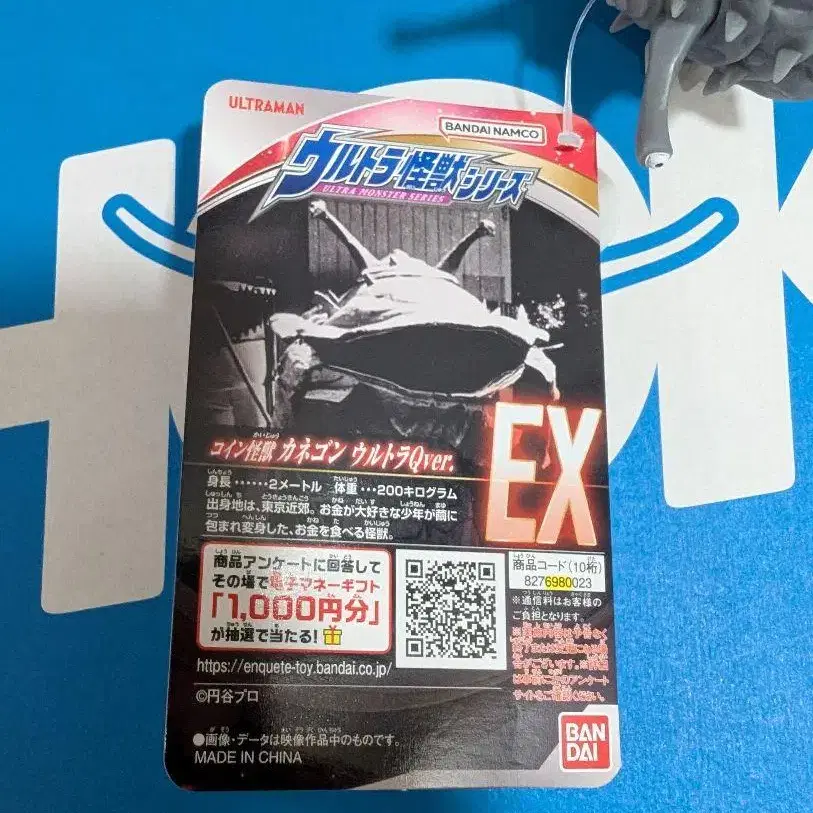 ULTRAMAN
BANDAI NAMCO
ウルトラ怪獣シリーズ
ULTRA MONSTER SERIES
EX
コイン怪獣 カネゴン ウルトラQver.
身長……2メートル 体重…200キログラム
出身地は、東京近郊。お金が大好きな少年が繭に
包まれ変身した、お金を食べる怪獣。
商品アンケートに回答して
その場で電子マネーギフト
「1,000円分」
が抽選で当たる!
https://enquete-toy.bandai.co.jp/
商品コード(10桁)
8276980023
※通信料はお客様の
ご負担となります。
©円谷プロ
●画像・データは映像作品中のものです。
MADE IN CHINA
BAN
DAI